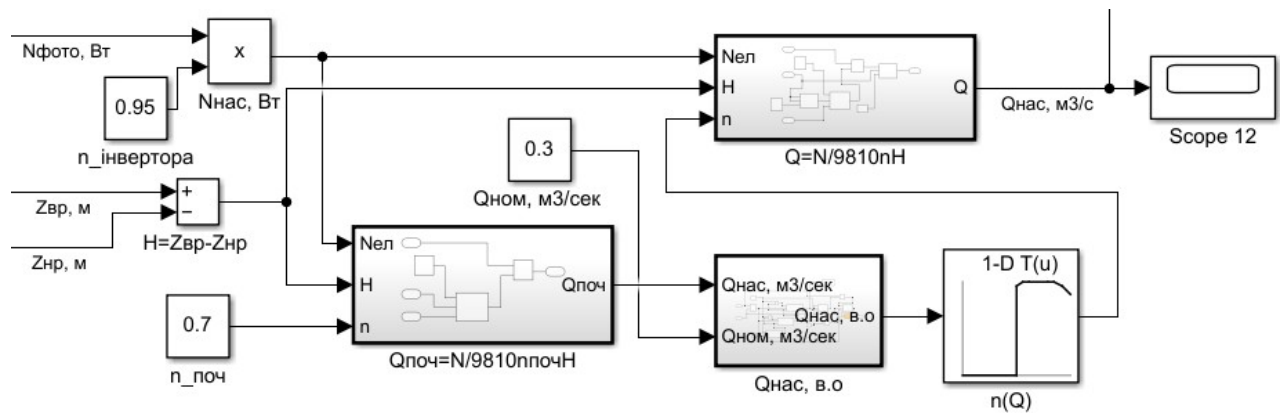 Nфото, Вт
x
0.95
Nнас, Вт
n_інвертора
Zвр, м
+
−
Zнр, м
H=Zвр-Zнр
0.7
n_поч
Nел
H
n
Qпоч
Qпоч=N/9810nпочH
0.3
Qном, м3/сек
Nел
H
n
Q
Q=N/9810nH
Qнас, м3/с
Scope 12
Qнас, м3/сек
Qнас, в.о
Qном, м3/сек
Qнас, в.о
1-D T(u)
n(Q)